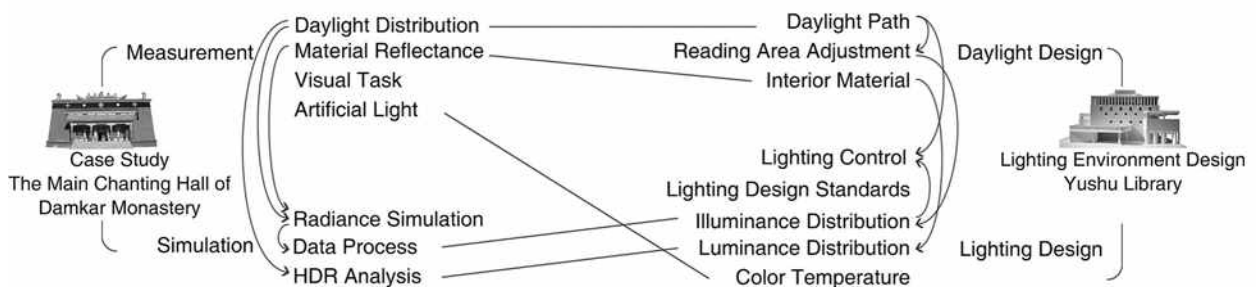 Measurement
Case Study
The Main Chanting Hall of
Damkar Monastery
Simulation
Daylight Distribution
Material Reflectance
Visual Task
Artificial Light
Radiance Simulation
Data Process
HDR Analysis
Daylight Path
Reading Area Adjustment
Interior Material
Lighting Control
Lighting Design Standards
Illuminance Distribution
Luminance Distribution
Color Temperature
Daylight Design
Lighting Environment Design
Yushu Library
Lighting Design